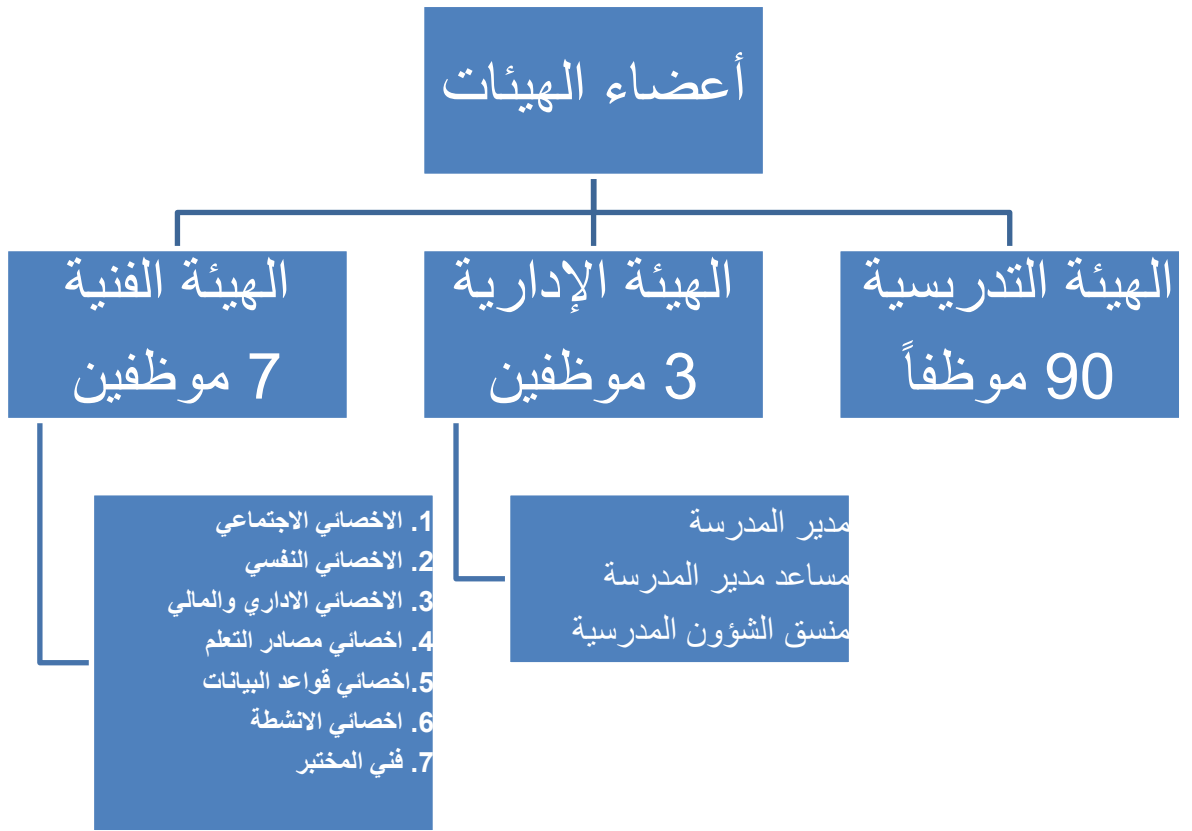 أعضاء الهيئات
الهيئة التدريسية
90 موظفاً
الهيئة الإدارية
3 موظفين
مدير المدرسة
مساعد مدير المدرسة
منسق الشؤون المدرسية
الهيئة الفنية
7 موظفين
1. الاخصائي الاجتماعي
2. الاخصائي النفسي
3. الاخصائي الاداري والمالي
4. اخصائي مصادر التعلم
5.اخصائي قواعد البيانات
6. اخصائي الانشطة
7. فني المختبر